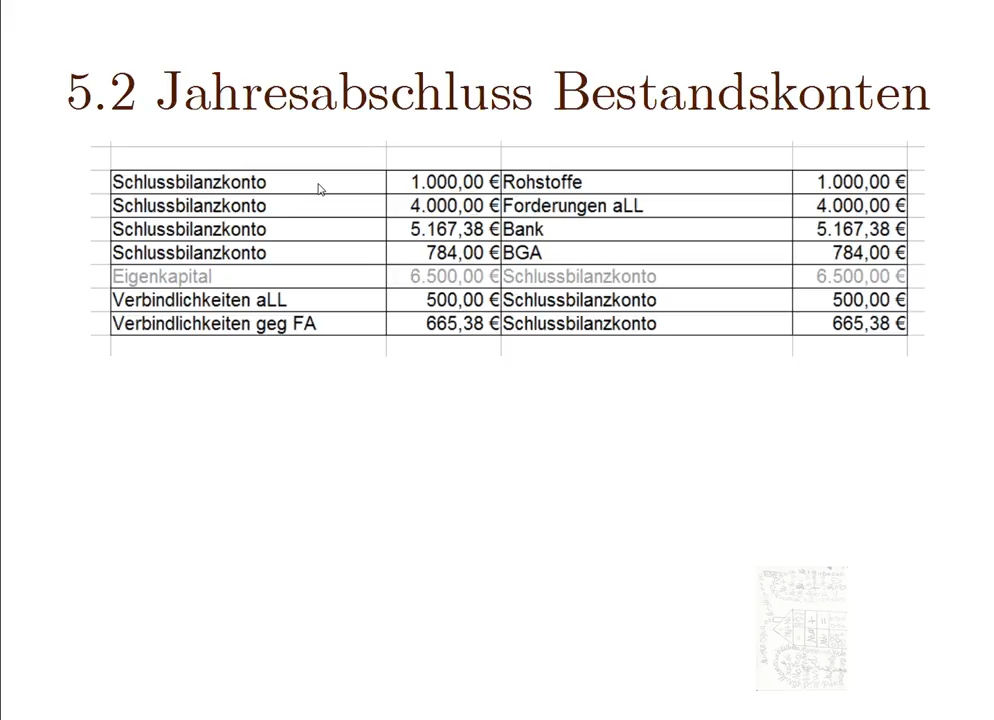 5.2 Jahresabschluss Bestandskonten
Schlussbilanzkonto 1.000,00 € Rohstoffe 1.000,00 €
Schlussbilanzkonto 4.000,00 € Forderungen aLL 4.000,00 €
Schlussbilanzkonto 5.167,38 € Bank 5.167,38 €
Schlussbilanzkonto 784,00 € BGA 784,00 €
Eigenkapital 6.500,00 € Schlussbilanzkonto 6.500,00 €
Verbindlichkeiten aLL 500,00 € Schlussbilanzkonto 500,00 €
Verbindlichkeiten geg FA 665,38 € Schlussbilanzkonto 665,38 €